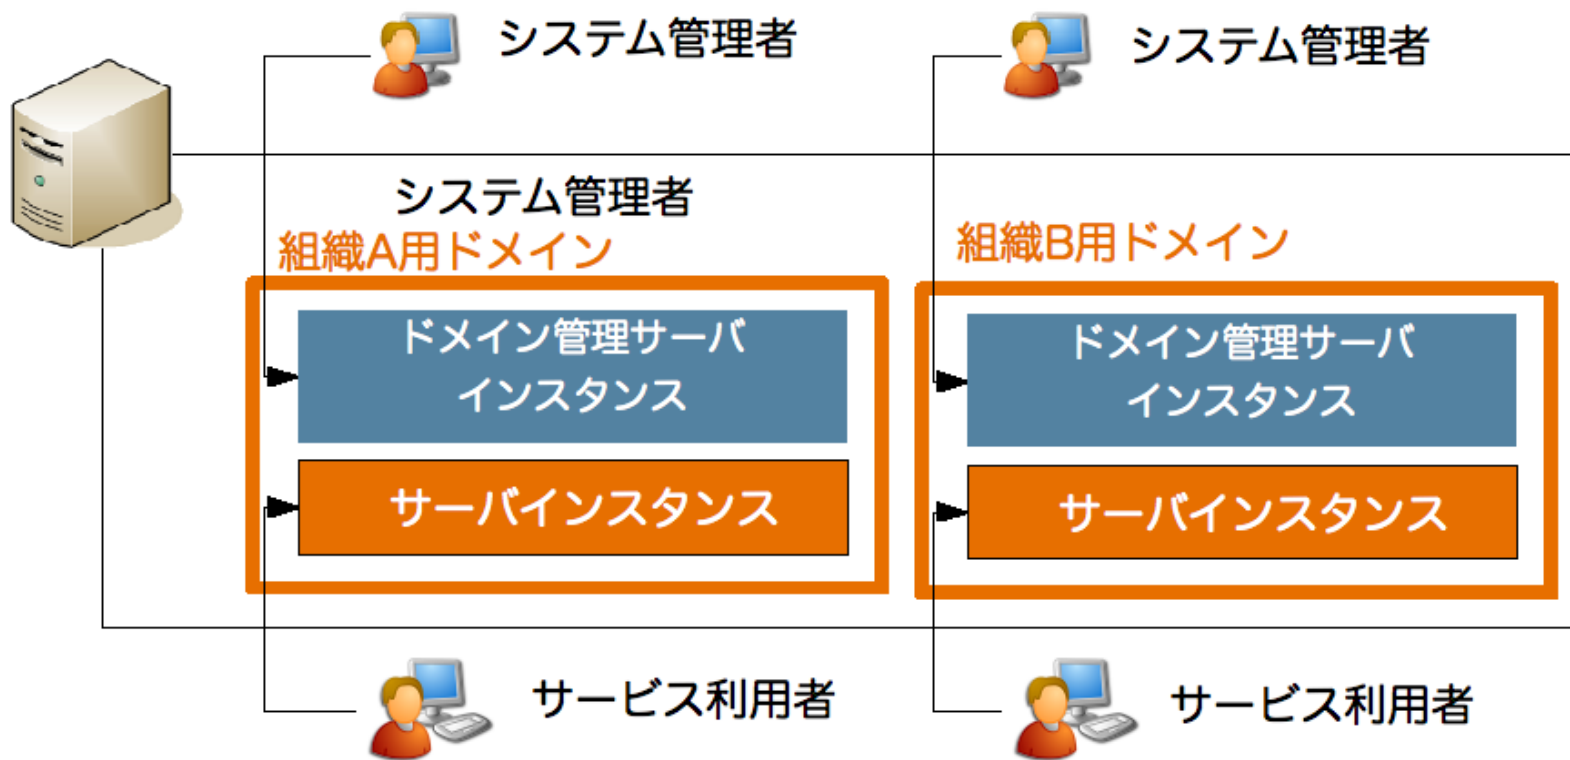 システム管理者
システム管理者
システム管理者
組織A用ドメイン
組織B用ドメイン
ドメイン管理サーバ
インスタンス
ドメイン管理サーバ
インスタンス
サーバインスタンス
サーバインスタンス
サービス利用者
サービス利用者